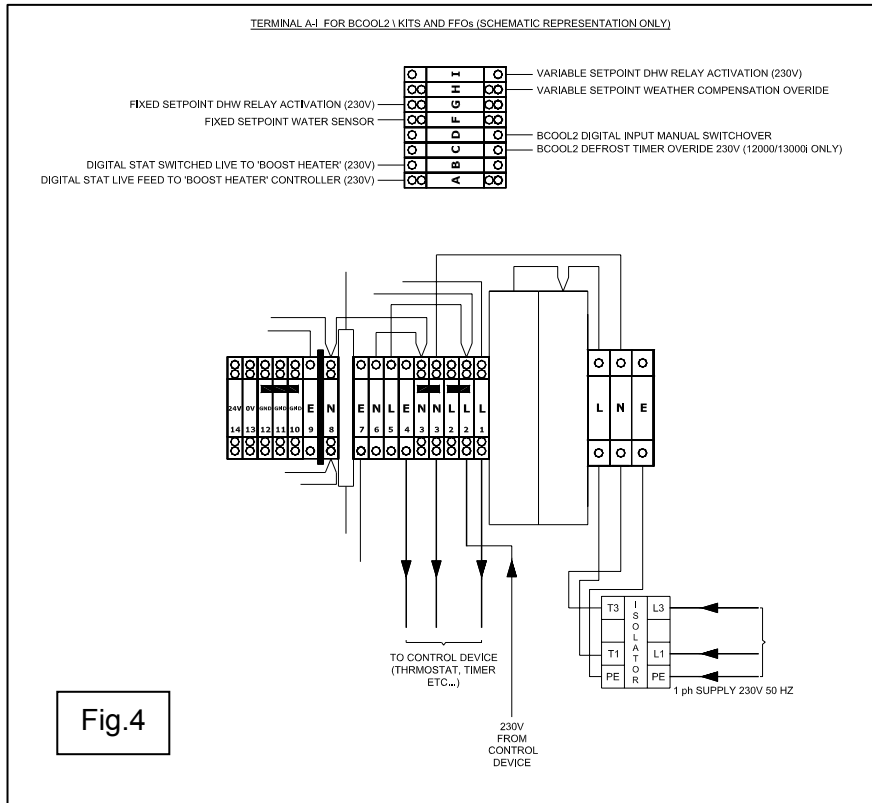 TERMINAL A-I FOR BCOOL2 \ KITS AND FFOs (SCHEMATIC REPRESENTATION ONLY)
I
VARIABLE SETPOINT DHW RELAY ACTIVATION (230V)
H
VARIABLE SETPOINT WEATHER COMPENSATION OVERIDE
FIXED SETPOINT DHW RELAY ACTIVATION (230V)
G
FIXED SETPOINT WATER SENSOR
F
D
BCOOL2 DIGITAL INPUT MANUAL SWITCHOVER
C
BCOOL2 DEFROST TIMER OVERIDE 230V (12000/13000i ONLY)
DIGITAL STAT SWITCHED LIVE TO 'BOOST HEATER' (230V)
B
DIGITAL STAT LIVE FEED TO 'BOOST HEATER' CONTROLLER (230V)
A
24V 0V GND GND GND E N E N L E N N L L L
14 13 12 11 10 9 8 7 6 5 4 3 3 2 2 1
L N E
T3 L3
T1 L1
PE PE
ISOLATOR
1 ph SUPPLY 230V 50 HZ
TO CONTROL DEVICE
(THRMOSTAT, TIMER
ETC...)
230V
FROM
CONTROL
DEVICE
Fig.4